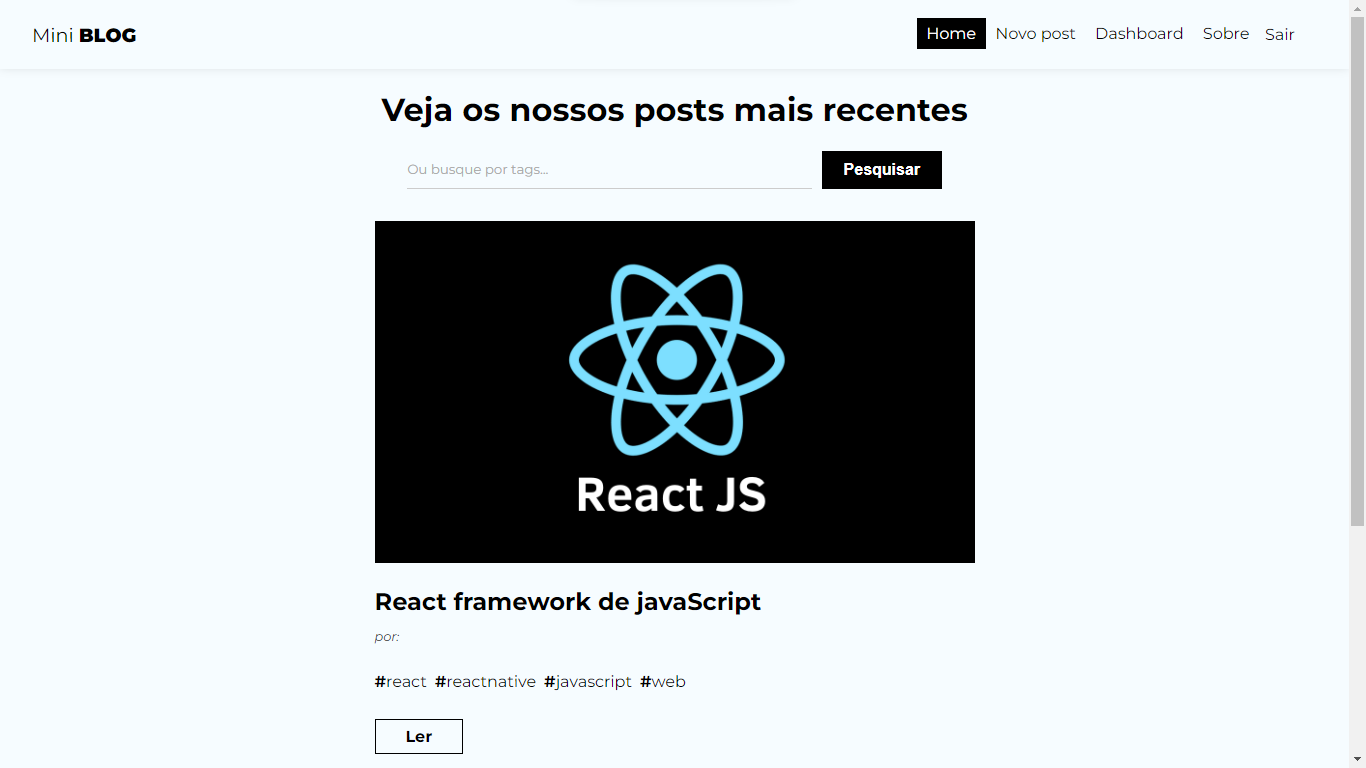 Mini BLOG
Home Novo post Dashboard Sobre Sair
Veja os nossos posts mais recentes
Ou busque por tags...
Pesquisar
React JS
React framework de javaScript
por:
#react #reactnative #javascript #web
Ler